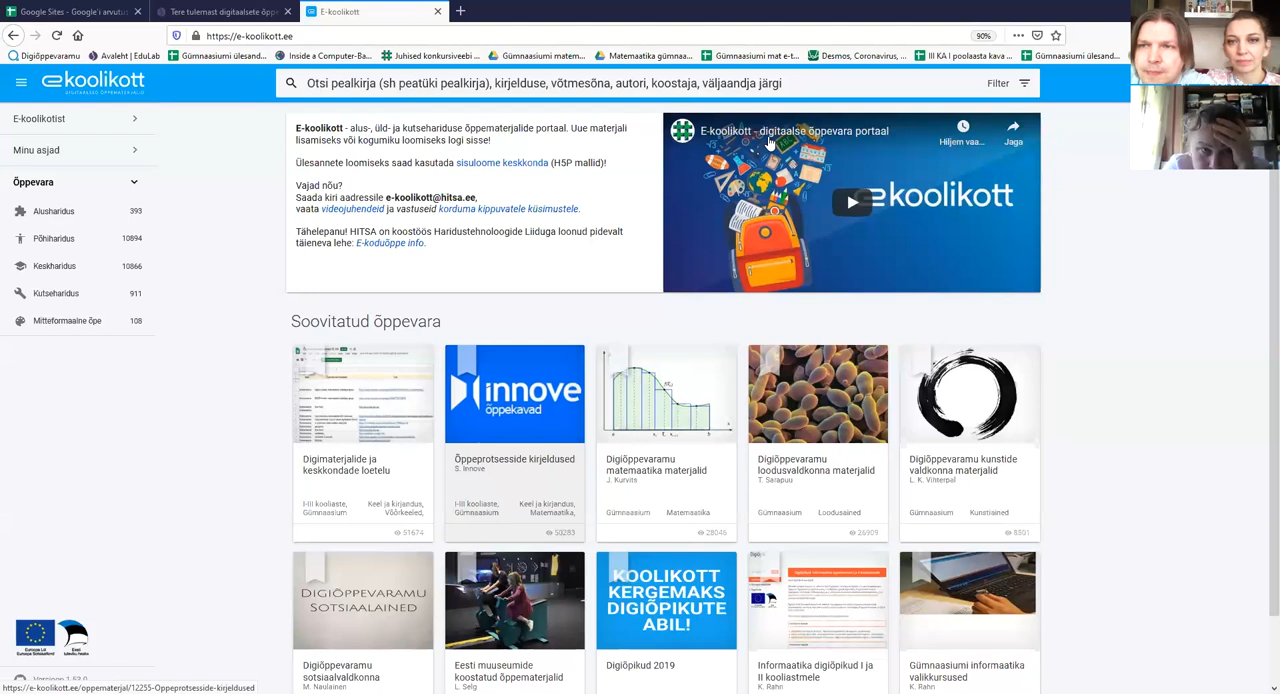 Google Sites - Google'i arvutus
Tere tulemast digitaalsete õppe
E-koolikott
https://e-koolikott.ee
90%
Digiõppevaramu
Avaleht | EduLab
Gümnaasiumi ülesand...
Inside a Computer-Ba...
Juhised konkursiveebi...
Gümnaasiumi matem...
Matemaatika gümnaa...
Gümnaasiumi mat e-t...
Desmos, Coronavirus, ...
III KA I poolaasta kava ...
Gümnaasiumi ülesand...
ekoolikott
DIGITAALSED ÕPPEMATERJALID
Otsi pealkirja (sh peatüki pealkirja), kirjelduse, võtmesõna, autori, koostaja, väljaandja järgi
Filter
E-koolikotist
Minu asjad
Õppevara
Alusharidus 393
Põhiharidus 10894
Keskharidus 10866
Kutseharidus 911
Mitteformaalne õpe 108
E-koolikott - alus-, üld- ja kutsehariduse õppematerjalide portaal. Uue materjali
lisamiseks või kogumiku loomiseks logi sisse!
Ülesannete loomiseks saad kasutada sisuloome keskkonda (H5P mallid)!
Vajad nõu?
Saada kiri aadressile e-koolikott@hitsa.ee,
vaata videojuhendeid ja vastuseid korduma kippuvatele küsimustele.
Tähelepanu! HITSA on koostöös Haridustehnoloogide Liiduga loonud pidevalt
täieneva lehe: E-koduõppe info.
E-koolikott - digitaalse õppevara portaal
Hiljem vaa...
Jaga
ekoolikott
Soovitatud õppevara
innove
õppekavad
Digimaterjalide ja
keskkondade loetelu
I-III kooliaste,
Gümnaasium
Keel ja kirjandus,
Võõrkeeled,
51674
Õppeprotsesside kirjeldused
S. Innove
I-III kooliaste,
Gümnaasium
Keel ja kirjandus,
Matemaatika,
50283
Digiõppevaramu
matemaatika materjalid
J. Kurvits
Gümnaasium
Matemaatika
28046
Digiõppevaramu
loodusvaldkonna materjalid
T. Sarapuu
Gümnaasium
Loodusained
26909
Digiõppevaramu kunstide
valdkonna materjalid
L. K. Vihterpal
Gümnaasium
Kunstiained
8501
DIGIÕPPEVARAMU
SOTSIAALAINED
KOOLIKOTT
KERGEMAKS
DIGIÕPIKUTE
ABIL!
Digiõppevaramu
sotsiaalvaldkonna
M. Naulainen
Eesti muuseumide
koostatud õppematerjalid
L. Selg
Digiõpikud 2019
Informaatika digiõpikud I ja
II kooliastmele
K. Rahn
Gümnaasiumi informaatika
valikkursused
K. Rahn
https://e-koolikott.ee/oppematerjal/12255-Oppeprotsesside-kirjeldused